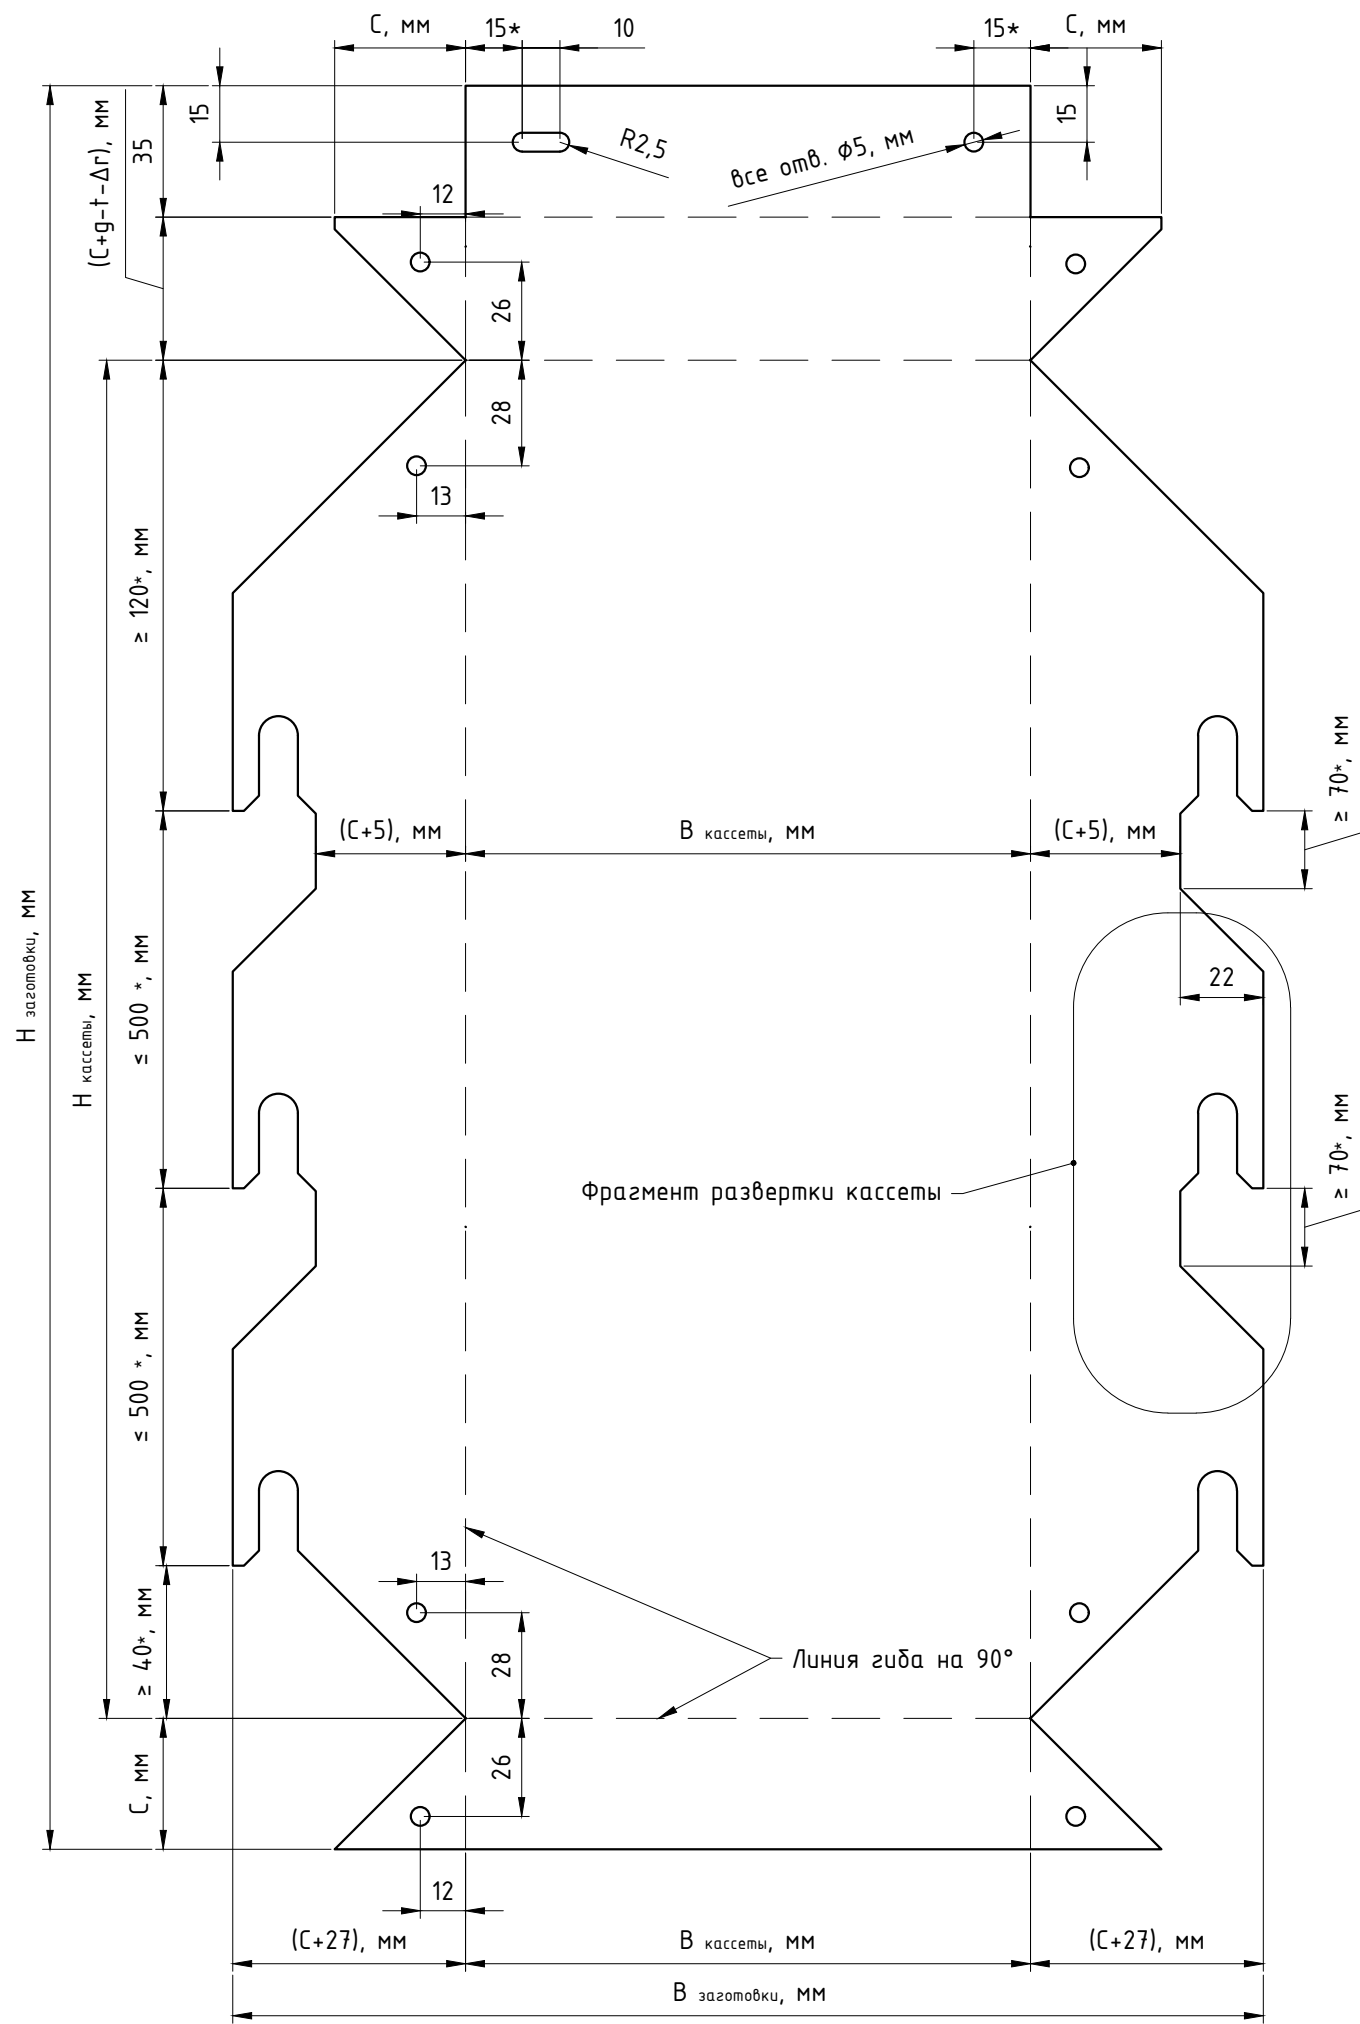 С, мм
15*
10
15*
С, мм
(С+g-t-Δг), мм
35
15
R2,5
все отв. ⌀5, мм
15
12
26
28
13
≥ 120*, мм
(С+5), мм
В кассеты, мм
(С+5), мм
≥ 70*, мм
Н заготовки, мм
Н кассеты, мм
≤ 500 *, мм
22
Фрагмент развертки кассеты
≥ 70*, мм
≤ 500 *, мм
13
≥ 40*, мм
28
Линия гиба на 90°
С, мм
26
12
(С+27), мм
В кассеты, мм
(С+27), мм
В заготовки, мм